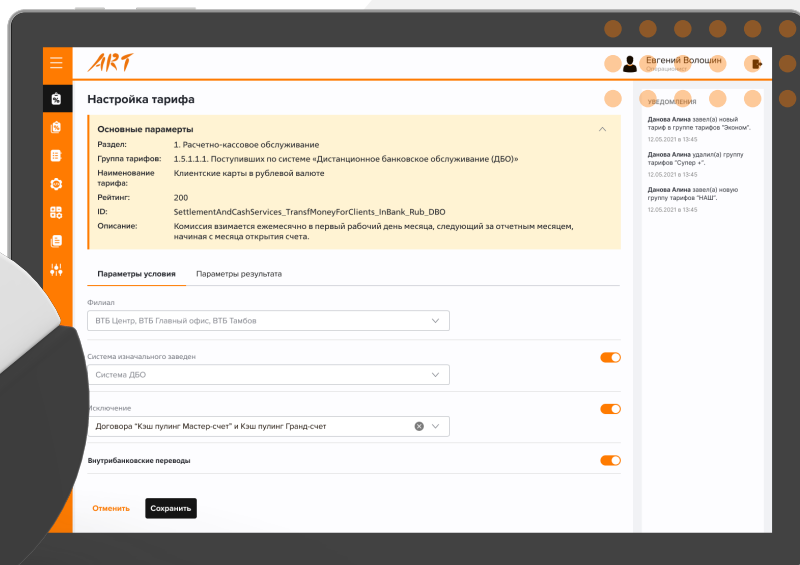 ART
Евгений Волошин
Операционист
Настройка тарифа
Основные парамерты
Раздел: 1. Расчетно-кассовое обслуживание
Группа тарифов: 1.5.1.1.1. Поступивших по системе «Дистанционное банковское обслуживание (ДБО)»
Наименование тарифа: Клиентские карты в рублевой валюте
Рейтинг: 200
ID: SettlementAndCashServices_TransfMoneyForClients_InBank_Rub_DBO
Описание: Комиссия взимается ежемесячно в первый рабочий день месяца, следующий за отчетным месяцем,
начиная с месяца открытия счета.
Параметры условия Параметры результата
Филиал
ВТБ Центр, ВТБ Главный офис, ВТБ Тамбов
Система изначального заведен
Система ДБО
Исключение
Договора "Кэш пулинг Мастер-счет" и Кэш пулинг Гранд-счет
Внутрибанковские переводы
Отменить Сохранить
УВЕДОМЛЕНИЯ
Данова Алина завел(а) новый
тариф в группе тарифов "Эконом".
12.05.2021 в 13:45
Данова Алина удалил(а) группу
тарифов "Супер +".
12.05.2021 в 13:45
Данова Алина завел(а) новую
группу тарифов "НАШ".
12.05.2021 в 13:45